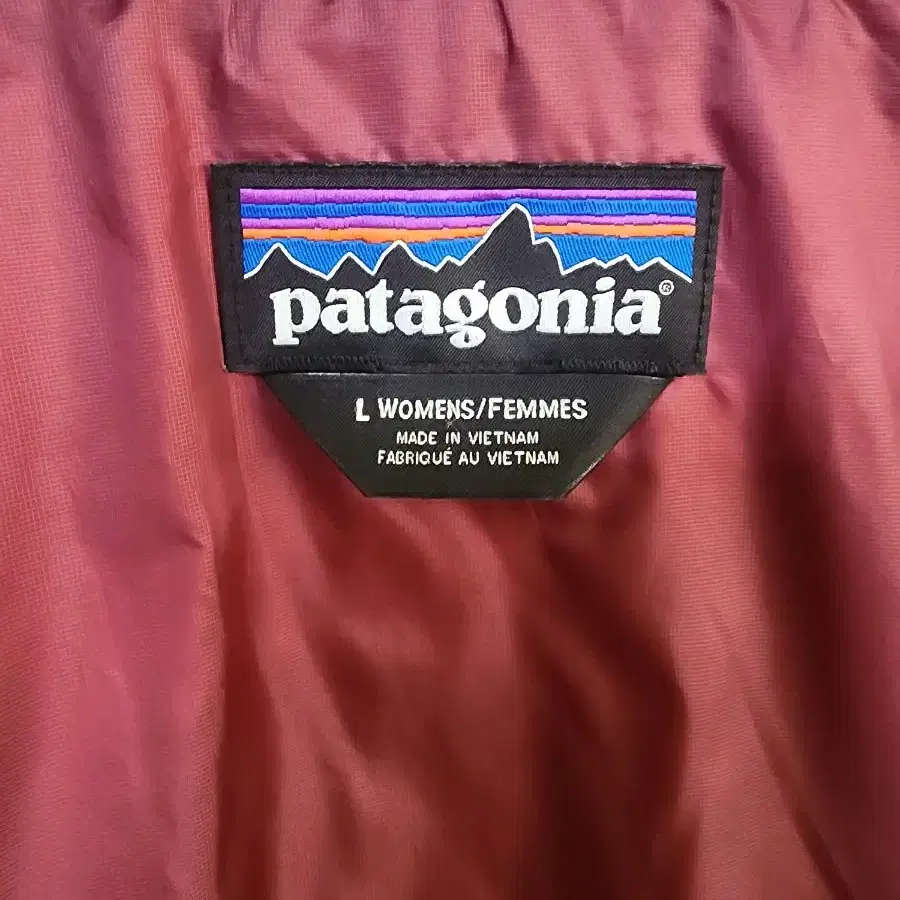 patagonia®
L WOMENS/FEMMES
MADE IN VIETNAM
FABRIQUÉ AU VIETNAM